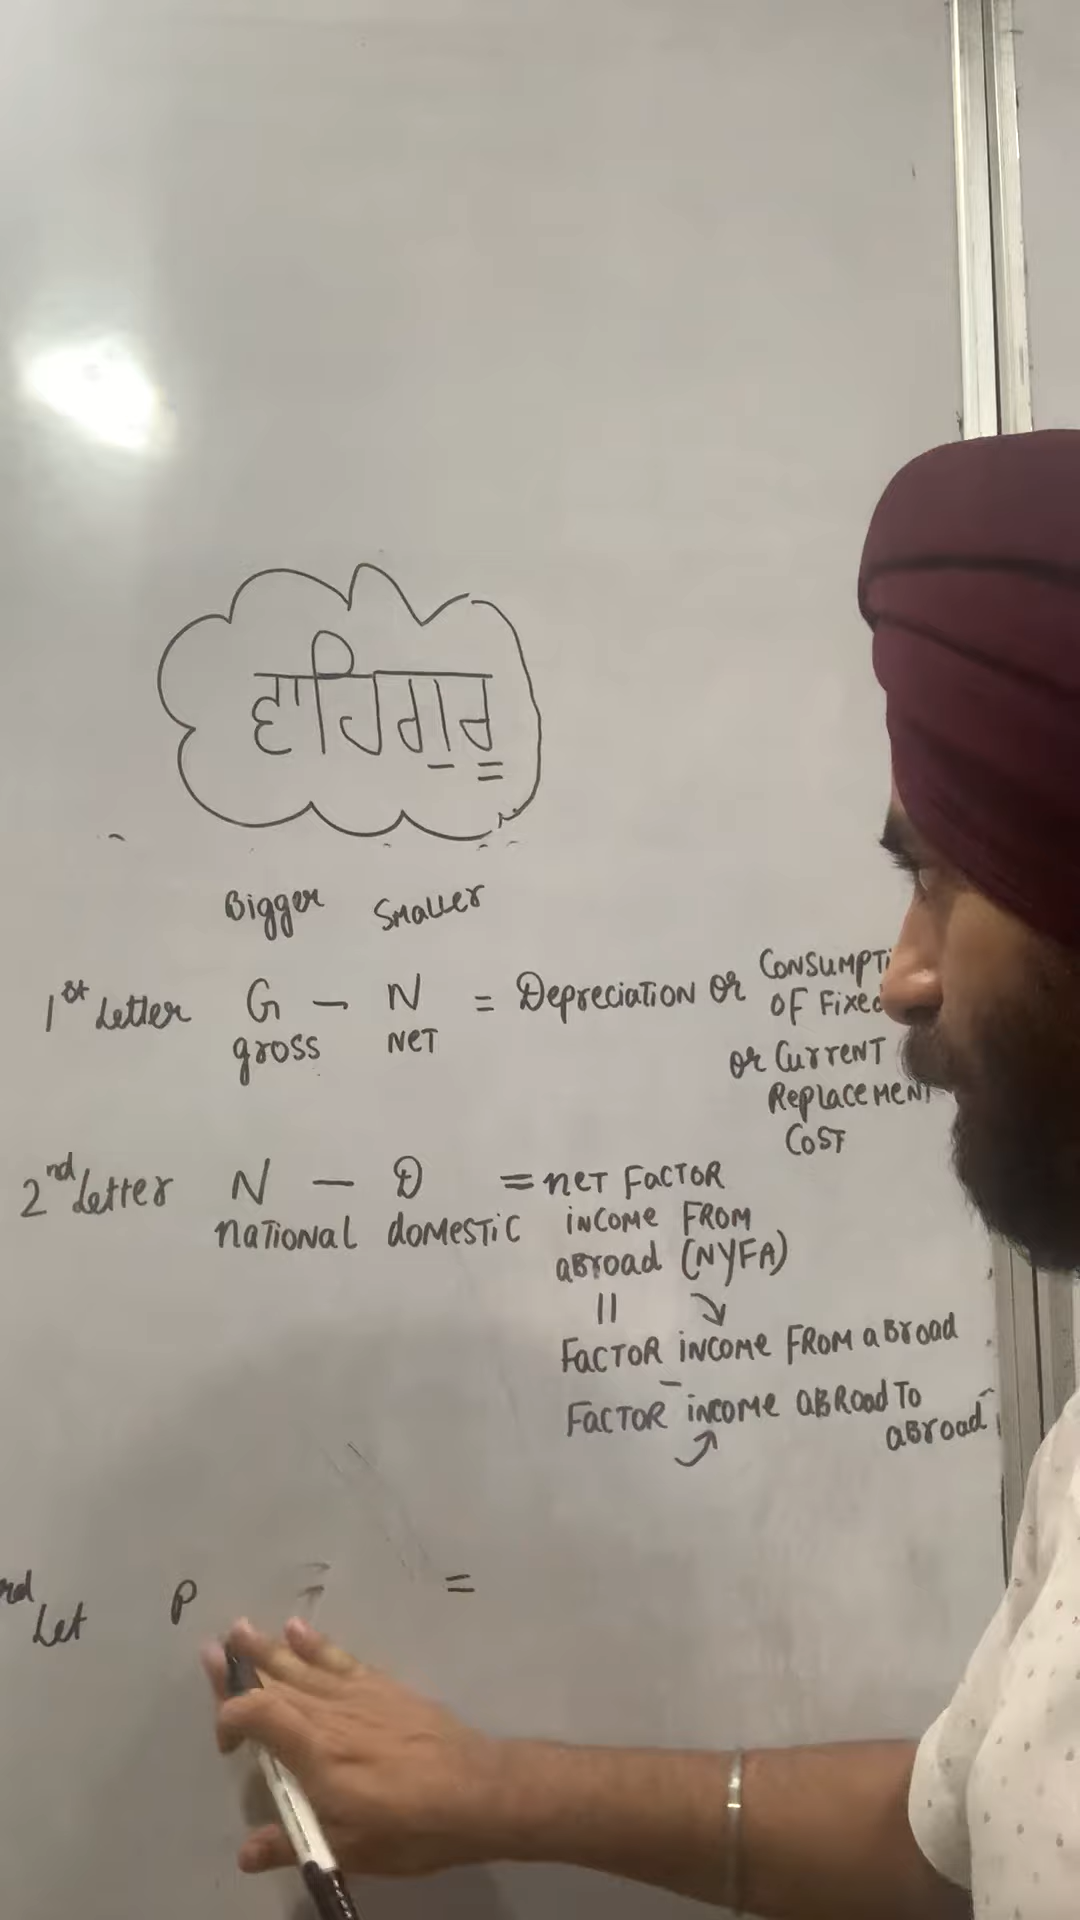 ਵਾਹਿਗੁਰੂ
Bigger Smaller
1st Letter G - N = Depreciation or Consumpti
of Fixed
gross Net
or Current
Replacement
Cost
2nd Letter N - D = net Factor
national domestic income from
abroad (NYFA)
||
Factor income from abroad
-
Factor income abroad to
abroad
rd
Let P =